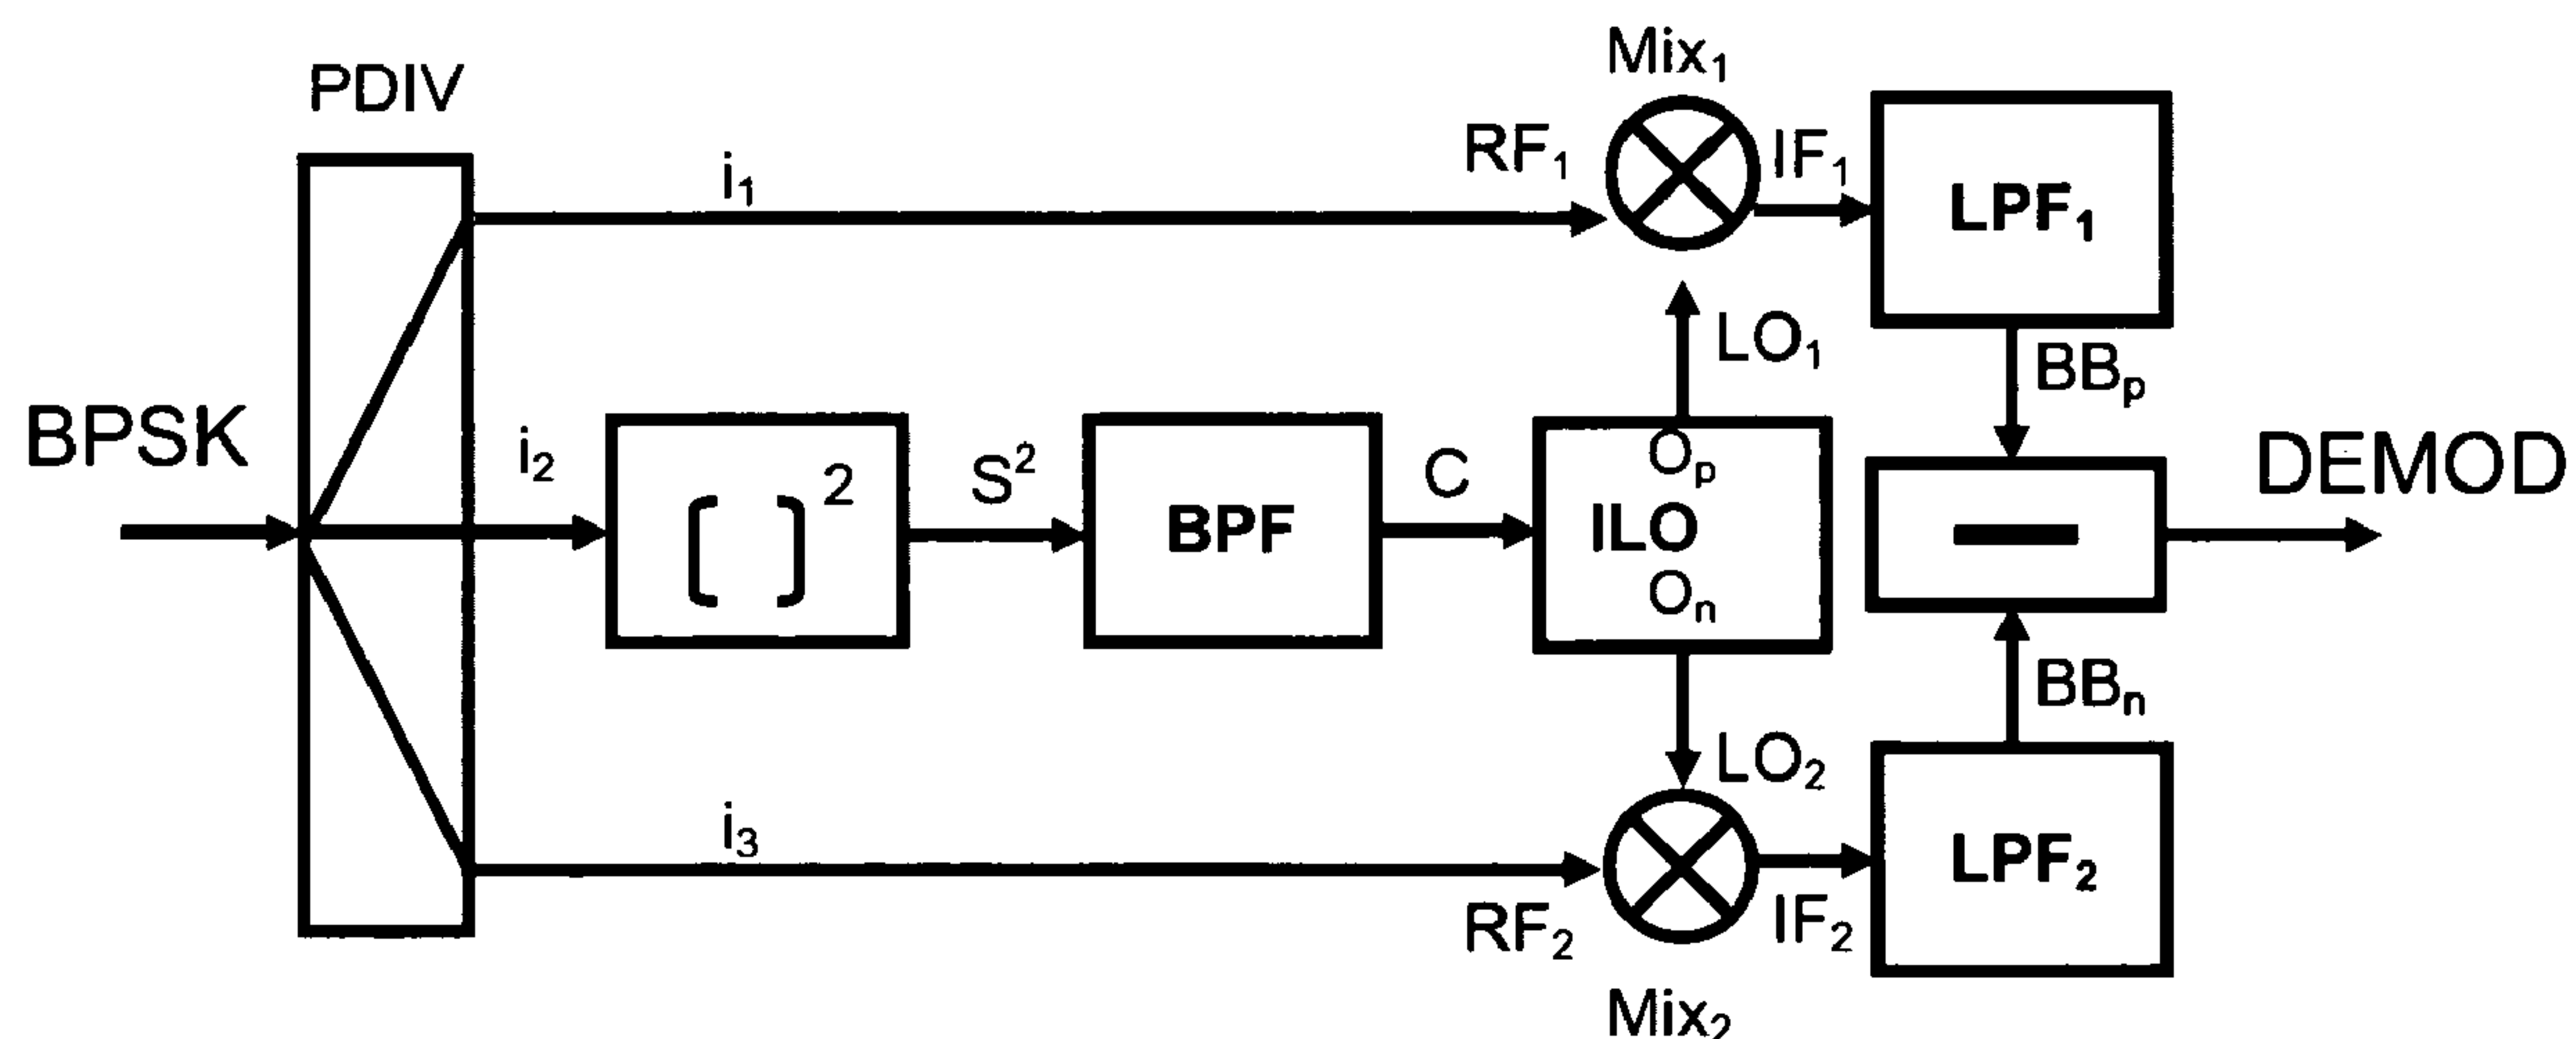 Mix₁
PDIV
RF₁
IF₁
i₁
LPF₁
LO₁
BBₚ
BPSK
i₂
[ ]²
S²
BPF
C
Oₚ
ILO
Oₙ
DEMOD
BBₙ
LO₂
i₃
LPF₂
RF₂
IF₂
Mix₂